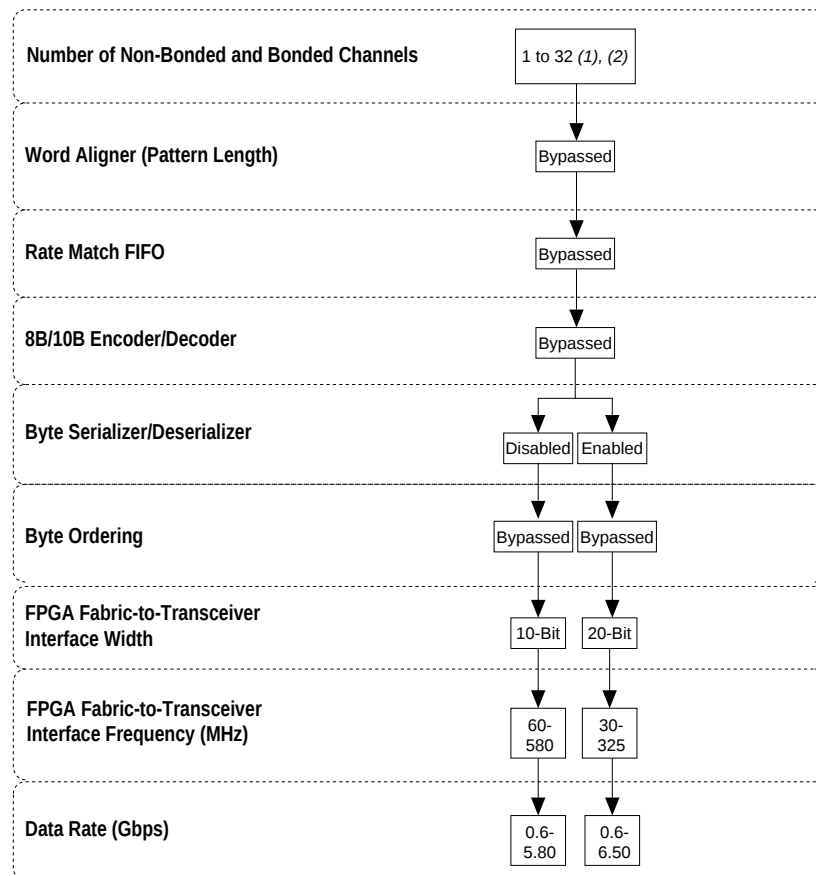 Number of Non-Bonded and Bonded Channels
1 to 32 (1), (2)
Word Aligner (Pattern Length)
Bypassed
Rate Match FIFO
Bypassed
8B/10B Encoder/Decoder
Bypassed
Byte Serializer/Deserializer
Disabled
Enabled
Byte Ordering
Bypassed
Bypassed
FPGA Fabric-to-Transceiver
Interface Width
10-Bit
20-Bit
FPGA Fabric-to-Transceiver
Interface Frequency (MHz)
60-
580
30-
325
Data Rate (Gbps)
0.6-
5.80
0.6-
6.50